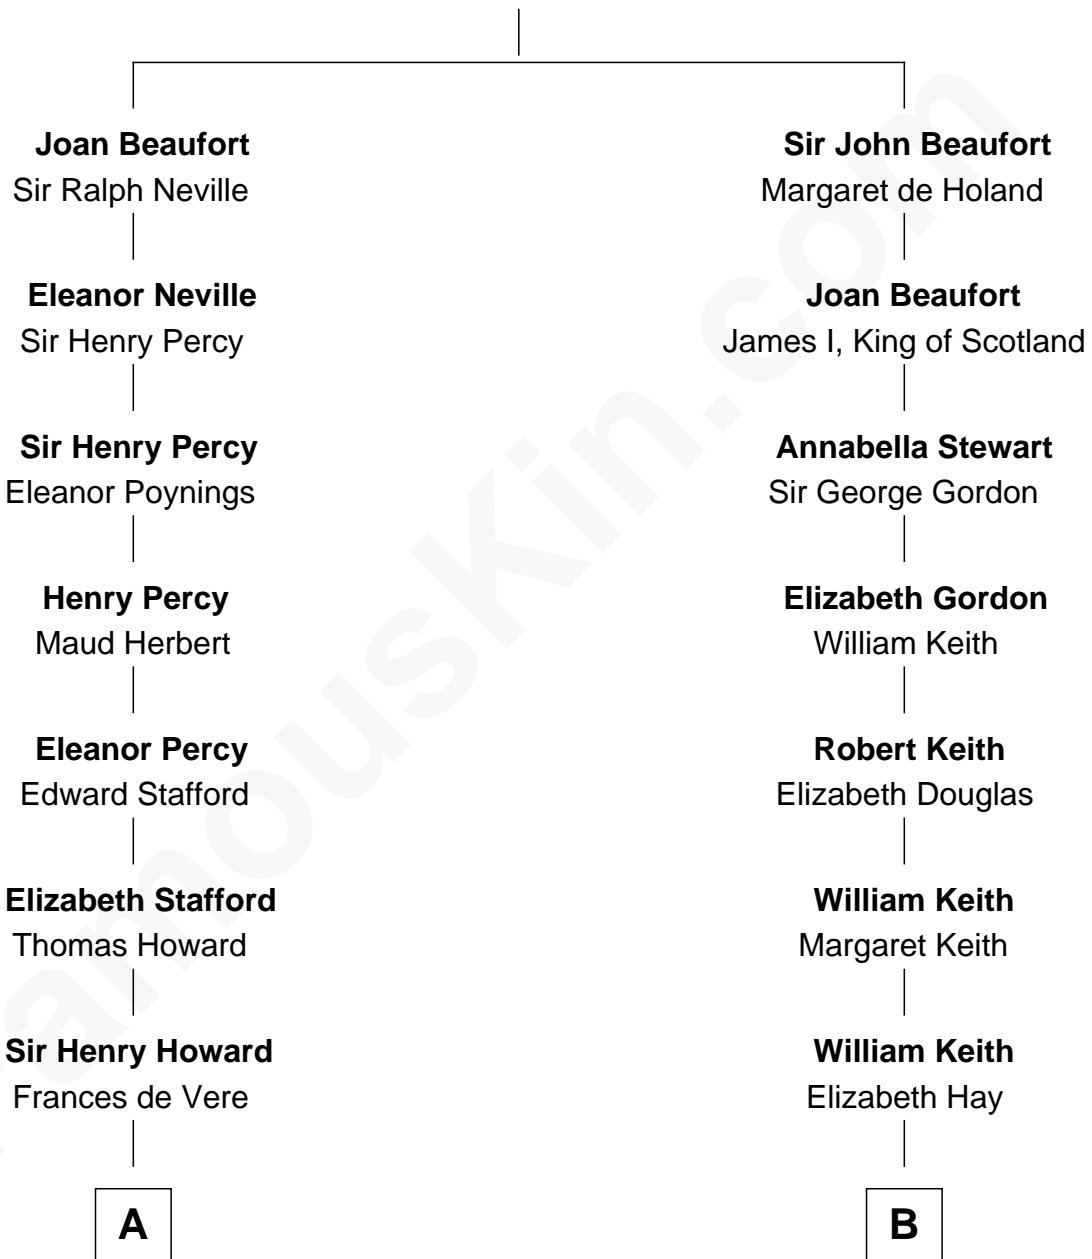 Joan Beaufort
Sir Ralph Neville
Sir John Beaufort
Margaret de Holand
Eleanor Neville
Sir Henry Percy
Joan Beaufort
James I, King of Scotland
Sir Henry Percy
Eleanor Poynings
Annabella Stewart
Sir George Gordon
Henry Percy
Maud Herbert
Elizabeth Gordon
William Keith
Eleanor Percy
Edward Stafford
Robert Keith
Elizabeth Douglas
Elizabeth Stafford
Thomas Howard
William Keith
Margaret Keith
Sir Henry Howard
Frances de Vere
William Keith
Elizabeth Hay
A
B
FamousKin.com